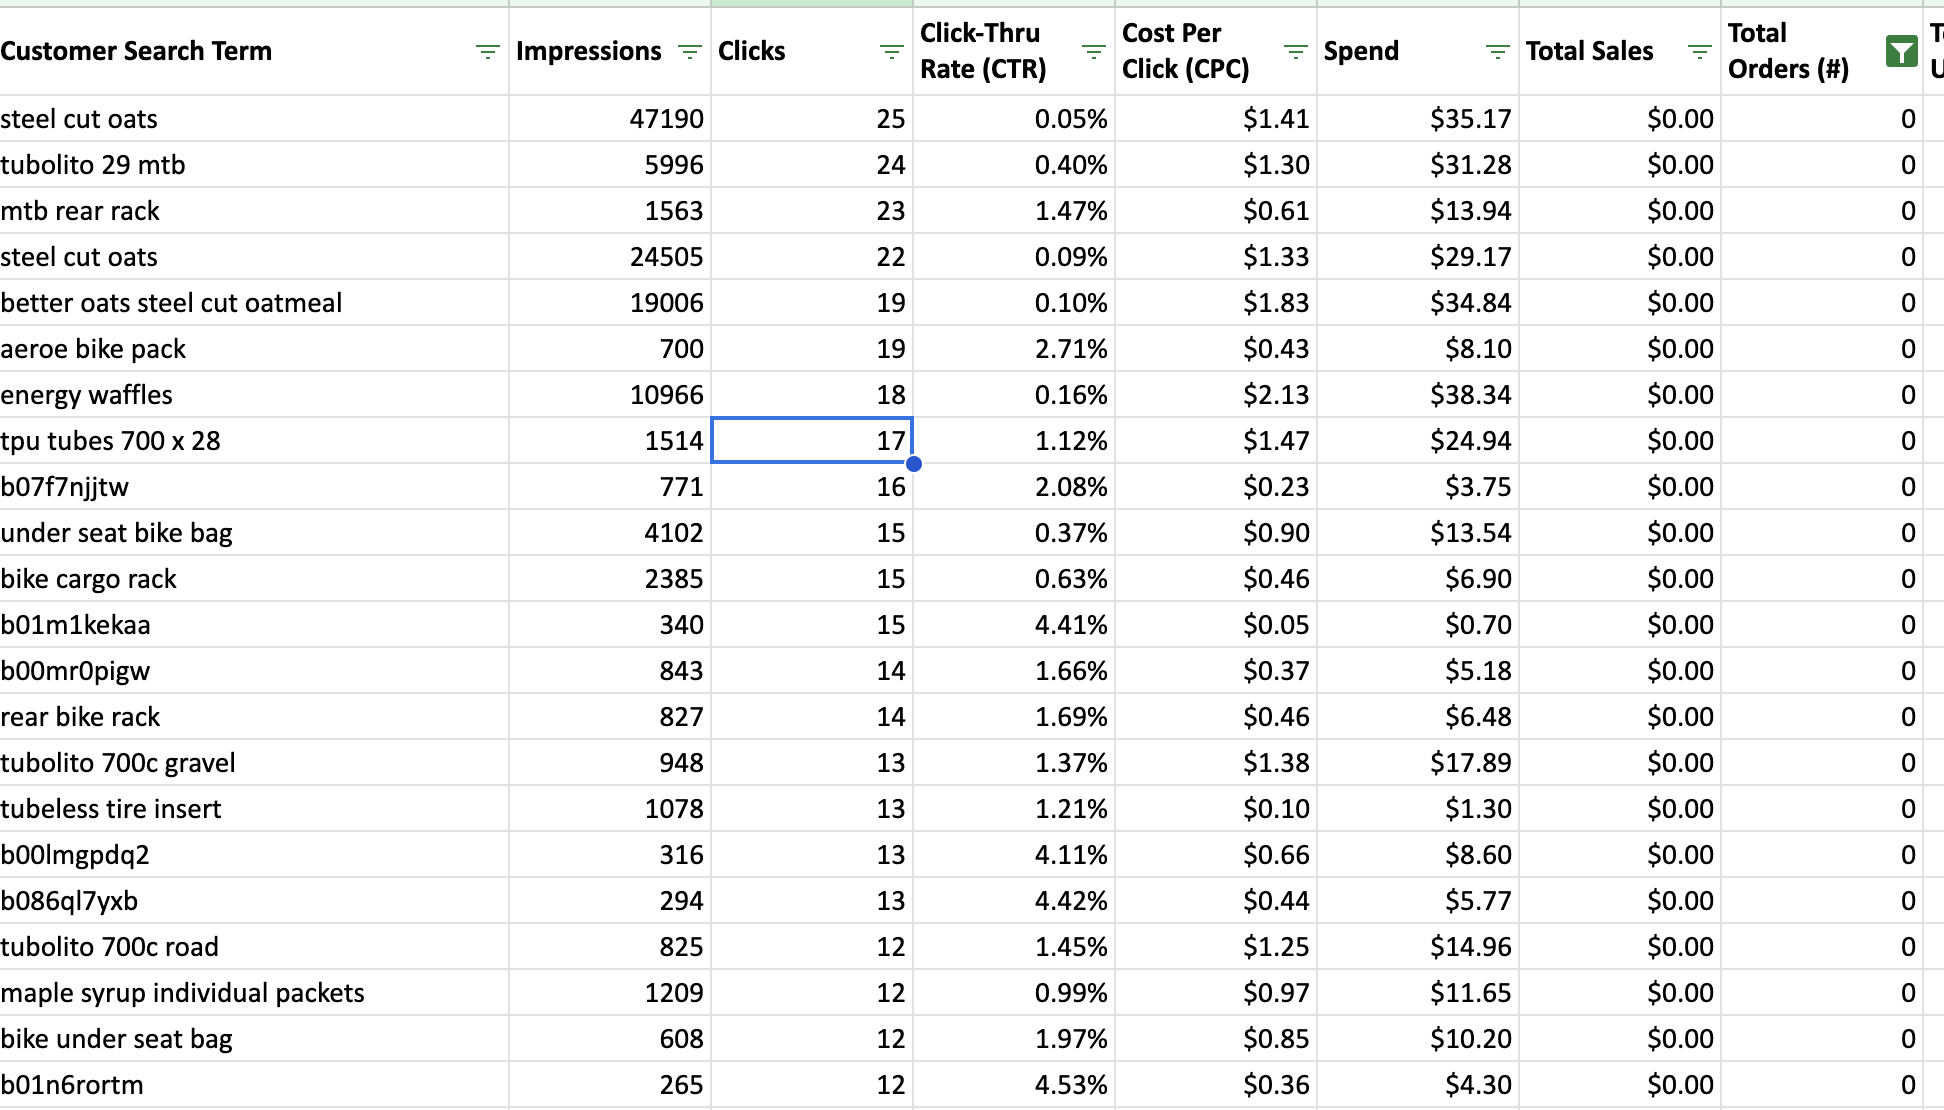 Customer Search Term Impressions Clicks Click-Thru Rate (CTR) Cost Per Click (CPC) Spend Total Sales Total Orders (#)
steel cut oats 47190 25 0.05% $1.41 $35.17 $0.00 0
tubolito 29 mtb 5996 24 0.40% $1.30 $31.28 $0.00 0
mtb rear rack 1563 23 1.47% $0.61 $13.94 $0.00 0
steel cut oats 24505 22 0.09% $1.33 $29.17 $0.00 0
better oats steel cut oatmeal 19006 19 0.10% $1.83 $34.84 $0.00 0
aeroe bike pack 700 19 2.71% $0.43 $8.10 $0.00 0
energy waffles 10966 18 0.16% $2.13 $38.34 $0.00 0
tpu tubes 700 x 28 1514 17 1.12% $1.47 $24.94 $0.00 0
b07f7njjtw 771 16 2.08% $0.23 $3.75 $0.00 0
under seat bike bag 4102 15 0.37% $0.90 $13.54 $0.00 0
bike cargo rack 2385 15 0.63% $0.46 $6.90 $0.00 0
b01m1kekaa 340 15 4.41% $0.05 $0.70 $0.00 0
b00mr0pigw 843 14 1.66% $0.37 $5.18 $0.00 0
rear bike rack 827 14 1.69% $0.46 $6.48 $0.00 0
tubolito 700c gravel 948 13 1.37% $1.38 $17.89 $0.00 0
tubeless tire insert 1078 13 1.21% $0.10 $1.30 $0.00 0
b00lmgpdq2 316 13 4.11% $0.66 $8.60 $0.00 0
b086ql7yxb 294 13 4.42% $0.44 $5.77 $0.00 0
tubolito 700c road 825 12 1.45% $1.25 $14.96 $0.00 0
maple syrup individual packets 1209 12 0.99% $0.97 $11.65 $0.00 0
bike under seat bag 608 12 1.97% $0.85 $10.20 $0.00 0
b01n6rortm 265 12 4.53% $0.36 $4.30 $0.00 0